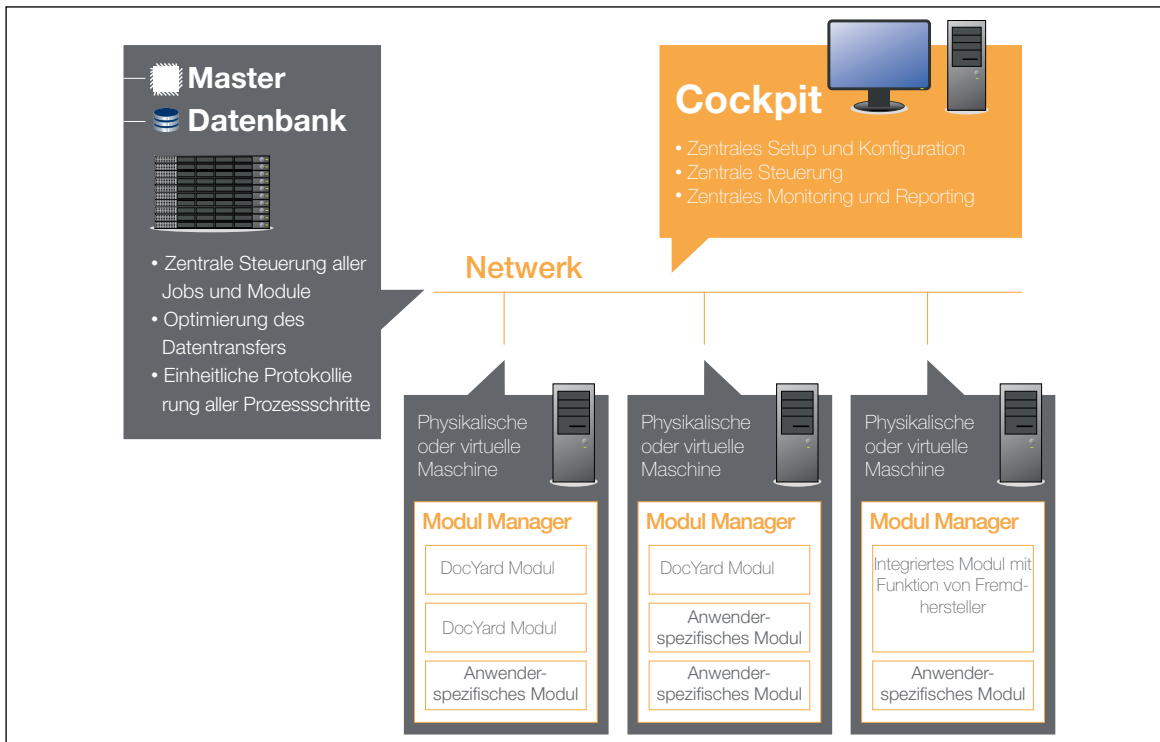 Master
Datenbank
• Zentrale Steuerung aller
Jobs und Module
• Optimierung des
Datentransfers
• Einheitliche Protokollie
rung aller Prozessschritte
Cockpit
• Zentrales Setup und Konfiguration
• Zentrale Steuerung
• Zentrales Monitoring und Reporting
Netwerk
Physikalische
oder virtuelle
Maschine
Modul Manager
DocYard Modul
DocYard Modul
Anwender-
spezifisches Modul
Physikalische
oder virtuelle
Maschine
Modul Manager
DocYard Modul
Anwender-
spezifisches Modul
Anwender-
spezifisches Modul
Physikalische
oder virtuelle
Maschine
Modul Manager
Integriertes Modul mit
Funktion von Fremd-
hersteller
Anwender-
spezifisches Modul